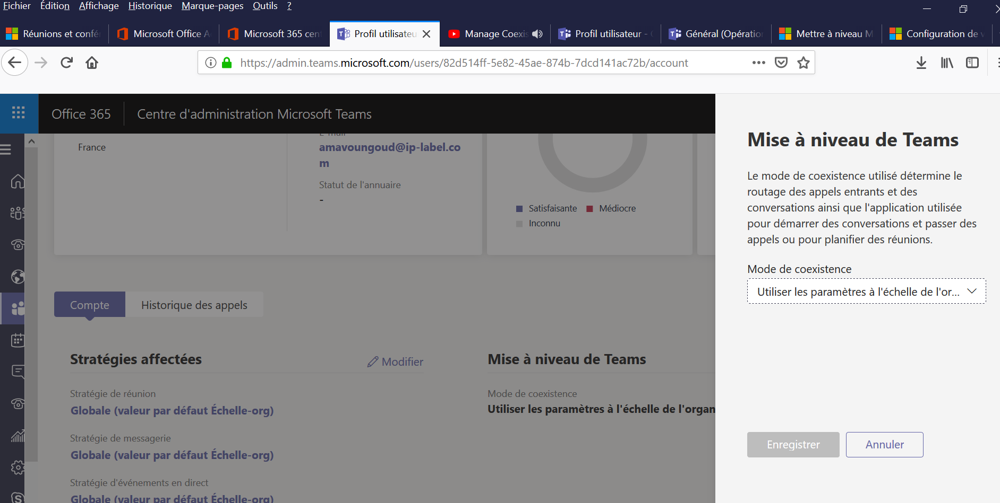 Fichier Édition Affichage Historique Marque-pages Outils ?
Réunions et confé
Microsoft Office A
Microsoft 365 cen
Profil utilisateu
Manage Coexis
Profil utilisateur -
Général (Opératio
Mettre à niveau M
Configuration de v
https://admin.teams.microsoft.com/users/82d514ff-5e82-45ae-874b-7dcd141ac72b/account
Office 365
Centre d'administration Microsoft Teams
France
E-mail
amavoungoud@ip-label.co
m
Statut de l'annuaire
-
Satisfaisante
Médiocre
Inconnu
Compte
Historique des appels
Stratégies affectées
Modifier
Stratégie de réunion
Globale (valeur par défaut Échelle-org)
Stratégie de messagerie
Globale (valeur par défaut Échelle-org)
Stratégie d'événements en direct
Globale (valeur par défaut Échelle-org)
Mise à niveau de Teams
Mode de coexistence
Utiliser les paramètres à l'échelle de l'organ
Mise à niveau de Teams
Le mode de coexistence utilisé détermine le
routage des appels entrants et des
conversations ainsi que l'application utilisée
pour démarrer des conversations et passer des
appels ou pour planifier des réunions.
Mode de coexistence
Utiliser les paramètres à l'échelle de l'or...
Enregistrer
Annuler